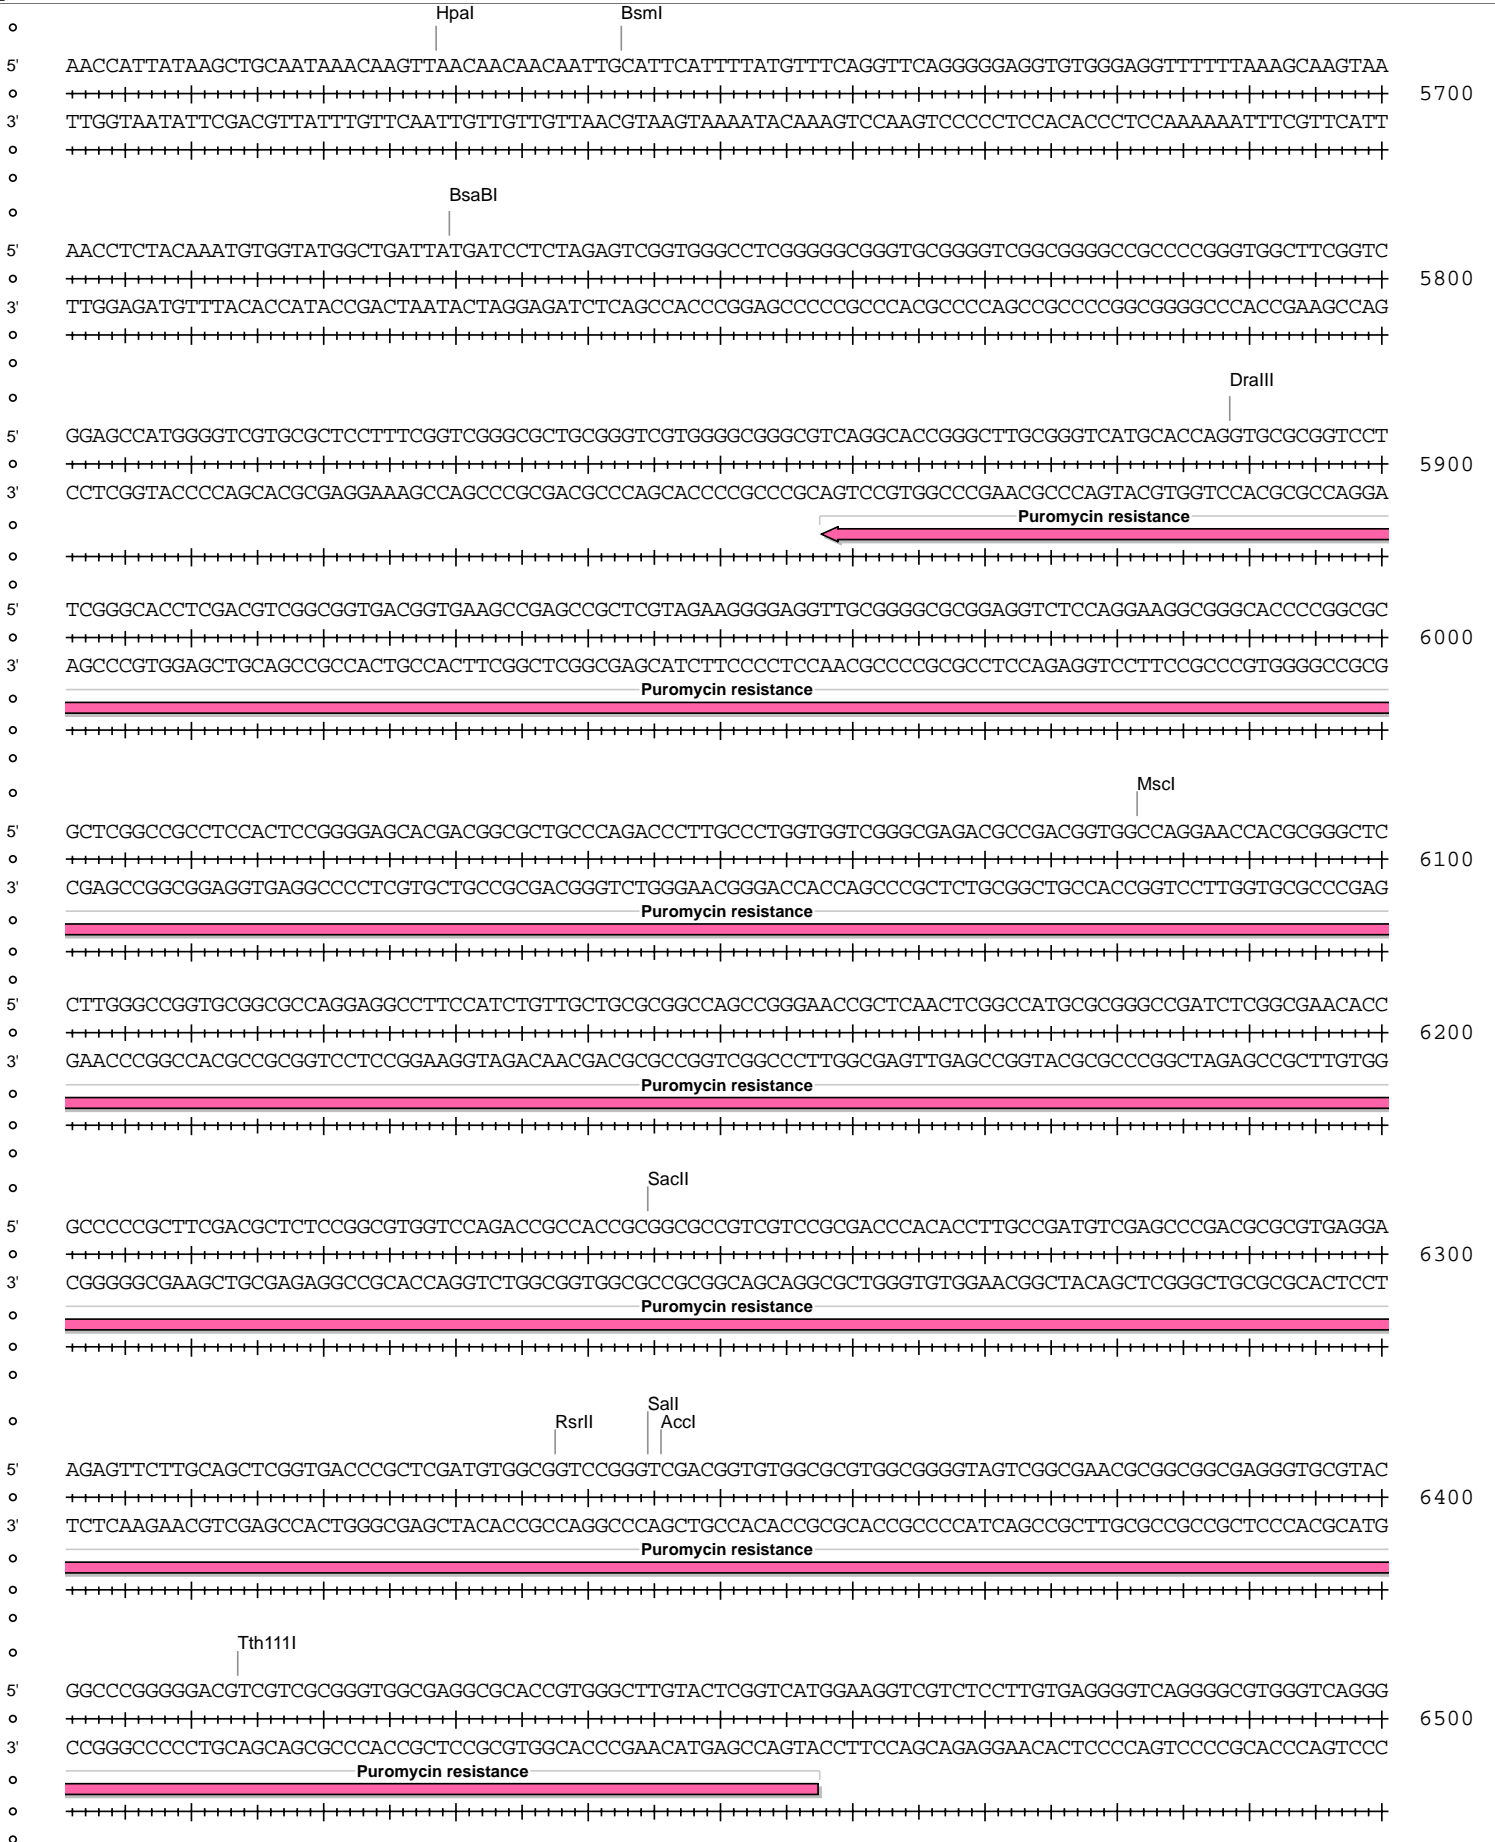 HpaI BsmI
5' AACCATTATAAGCTGCAATAAACAAGTTAACAACAACAATTGCATTCATTTTATGTTTCAGGTTCAGGGGGAGGTGTGGGAGGTTTTTTAAAGCAAGTAA
5700
3' TTGGTAATATTCGACGTTATTTGTTCAATTGTTGTTGTTAACGTAAGTAAAATACAAAGTCCAAGTCCCCCTCCACACCCTCCAAAAAATTTCGTTCATT
BsaBI
5' AACCTCTACAAATGTGGTATGGCTGATTATGATCCTCTAGAGTCGGTGGGCCTCGGGGGCGGGTGCGGGGTCGGCGGGGCCGCCCCGGGTGGCTTCGGTC
5800
3' TTGGAGATGTTTACACCATACCGACTAATACTAGGAGATCTCAGCCACCCGGAGCCCCCGCCCACGCCCCAGCCGCCCCGGCGGGGCCCACCGAAGCCAG
DraIII
5' GGAGCCATGGGGTCGTGCGCTCCTTTCGGTCGGGCGCTGCGGGTCGTGGGGCGGGCGTCAGGCACCGGGCTTGCGGGTCATGCACCAGGTGCGCGGTCCT
5900
3' CCTCGGTACCCCAGCACGCGAGGAAAGCCAGCCCGCGACGCCCAGCACCCCGCCCGCAGTCCGTGGCCCGAACGCCCAGTACGTGGTCCACGCGCCAGGA
Puromycin resistance
5' TCGGGCACCTCGACGTCGGCGGTGACGGTGAAGCCGAGCCGCTCGTAGAAGGGGAGGTTGCGGGGCGCGGAGGTCTCCAGGAAGGCGGGCACCCCGGCGC
6000
3' AGCCCGTGGAGCTGCAGCCGCCACTGCCACTTCGGCTCGGCGAGCATCTTCCCCTCCAACGCCCCGCGCCTCCAGAGGTCCTTCCGCCCGTGGGGCCGCG
Puromycin resistance
MscI
5' GCTCGGCCGCCTCCACTCCGGGGAGCACGACGGCGCTGCCCAGACCCTTGCCCTGGTGGTCGGGCGAGACGCCGACGGTGGCCAGGAACCACGCGGGCTC
6100
3' CGAGCCGGCGGAGGTGAGGCCCCTCGTGCTGCCGCGACGGGTCTGGGAACGGGACCACCAGCCCGCTCTGCGGCTGCCACCGGTCCTTGGTGCGCCCGAG
Puromycin resistance
5' CTTGGGCCGGTGCGGCGCCAGGAGGCCTTCCATCTGTTGCTGCGCGGCCAGCCGGGAACCGCTCAACTCGGCCATGCGCGGGCCGATCTCGGCGAACACC
6200
3' GAACCCGGCCACGCCGCGGTCCTCCGGAAGGTAGACAACGACGCGCCGGTCGGCCCTTGGCGAGTTGAGCCGGTACGCGCCCGGCTAGAGCCGCTTGTGG
Puromycin resistance
SacII
5' GCCCCCGCTTCGACGCTCTCCGGCGTGGTCCAGACCGCCACCGCGGCGCCGTCGTCCGCGACCCACACCTTGCCGATGTCGAGCCCGACGCGCGTGAGGA
6300
3' CGGGGGCGAAGCTGCGAGAGGCCGCACCAGGTCTGGCGGTGGCGCCGCGGCAGCAGGCGCTGGGTGTGGAACGGCTACAGCTCGGGCTGCGCGCACTCCT
Puromycin resistance
SalI
RsrII AccI
5' AGAGTTCTTGCAGCTCGGTGACCCGCTCGATGTGGCGGTCCGGGTCGACGGTGTGGCGCGTGGCGGGGTAGTCGGCGAACGCGGCGGCGAGGGTGCGTAC
6400
3' TCTCAAGAACGTCGAGCCACTGGGCGAGCTACACCGCCAGGCCCAGCTGCCACACCGCGCACCGCCCCATCAGCCGCTTGCGCCGCCGCTCCCACGCATG
Puromycin resistance
Tth111I
5' GGCCCGGGGGACGTCGTCGCGGGTGGCGAGGCGCACCGTGGGCTTGTACTCGGTCATGGAAGGTCGTCTCCTTGTGAGGGGTCAGGGGCGTGGGTCAGGG
6500
3' CCGGGCCCCCTGCAGCAGCGCCCACCGCTCCGCGTGGCACCCGAACATGAGCCAGTACCTTCCAGCAGAGGAACACTCCCCAGTCCCCGCACCCAGTCCC
Puromycin resistance